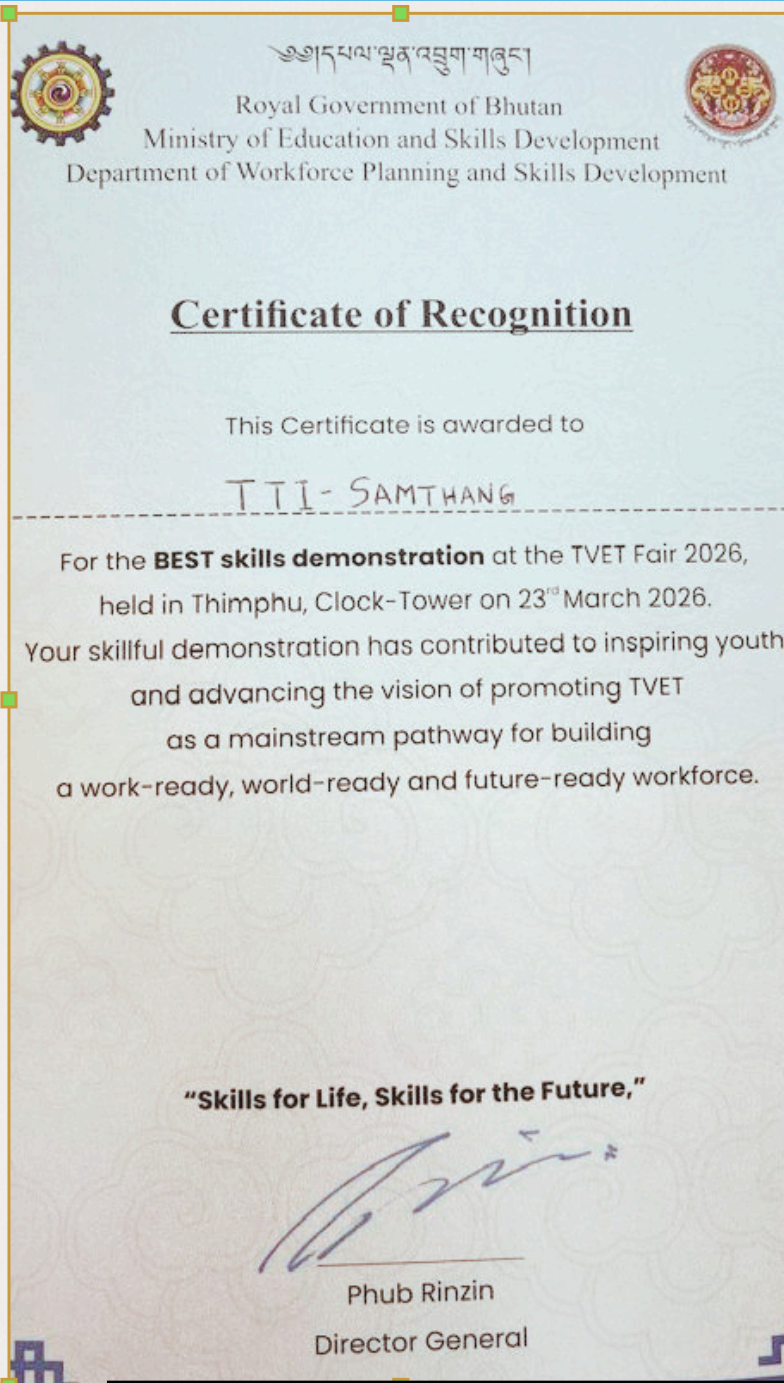 ༄༅།དཔལ་ལྡན་འབྲུག་གཞུང་།
Royal Government of Bhutan
Ministry of Education and Skills Development
Department of Workforce Planning and Skills Development
Certificate of Recognition
This Certificate is awarded to
TTI- SAMTHANG
For the BEST skills demonstration at the TVET Fair 2026,
held in Thimphu, Clock-Tower on 23rd March 2026.
Your skillful demonstration has contributed to inspiring youth
and advancing the vision of promoting TVET
as a mainstream pathway for building
a work-ready, world-ready and future-ready workforce.
“Skills for Life, Skills for the Future,”
Phub Rinzin
Director General